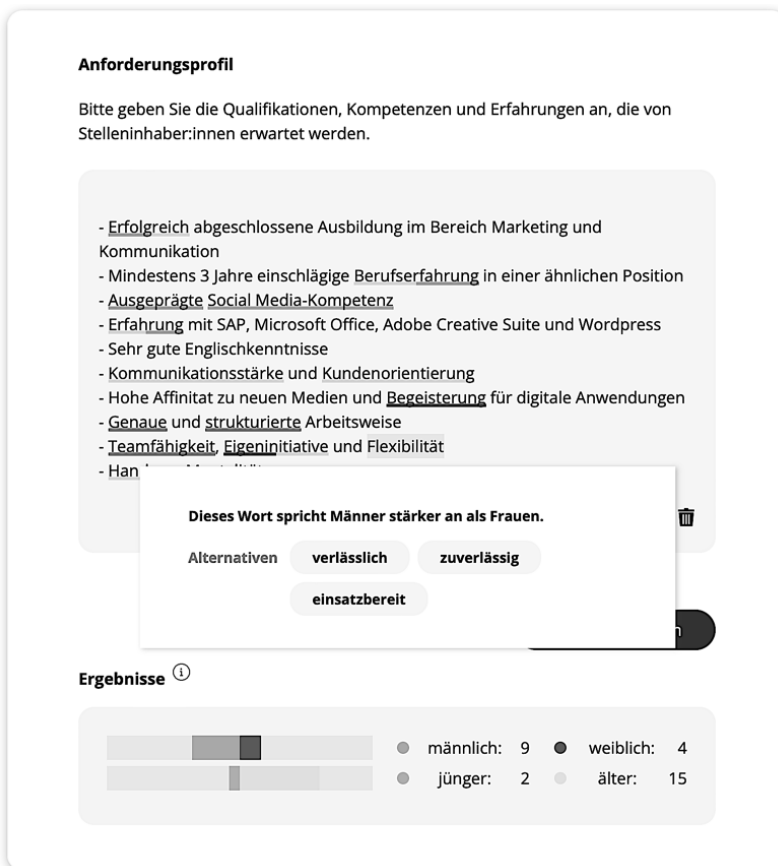 Anforderungsprofil
Bitte geben Sie die Qualifikationen, Kompetenzen und Erfahrungen an, die von
Stelleninhaber:innen erwartet werden.
- Erfolgreich abgeschlossene Ausbildung im Bereich Marketing und
Kommunikation
- Mindestens 3 Jahre einschlägige Berufserfahrung in einer ähnlichen Position
- Ausgeprägte Social Media-Kompetenz
- Erfahrung mit SAP, Microsoft Office, Adobe Creative Suite und Wordpress
- Sehr gute Englischkenntnisse
- Kommunikationsstärke und Kundenorientierung
- Hohe Affinitat zu neuen Medien und Begeisterung für digitale Anwendungen
- Genaue und strukturierte Arbeitsweise
- Teamfähigkeit, Eigeninitiative und Flexibilität
Dieses Wort spricht Männer stärker an als Frauen.
Alternativen verlässlich zuverlässig
einsatzbereit
Ergebnisse
männlich: 9 weiblich: 4
jünger: 2 älter: 15